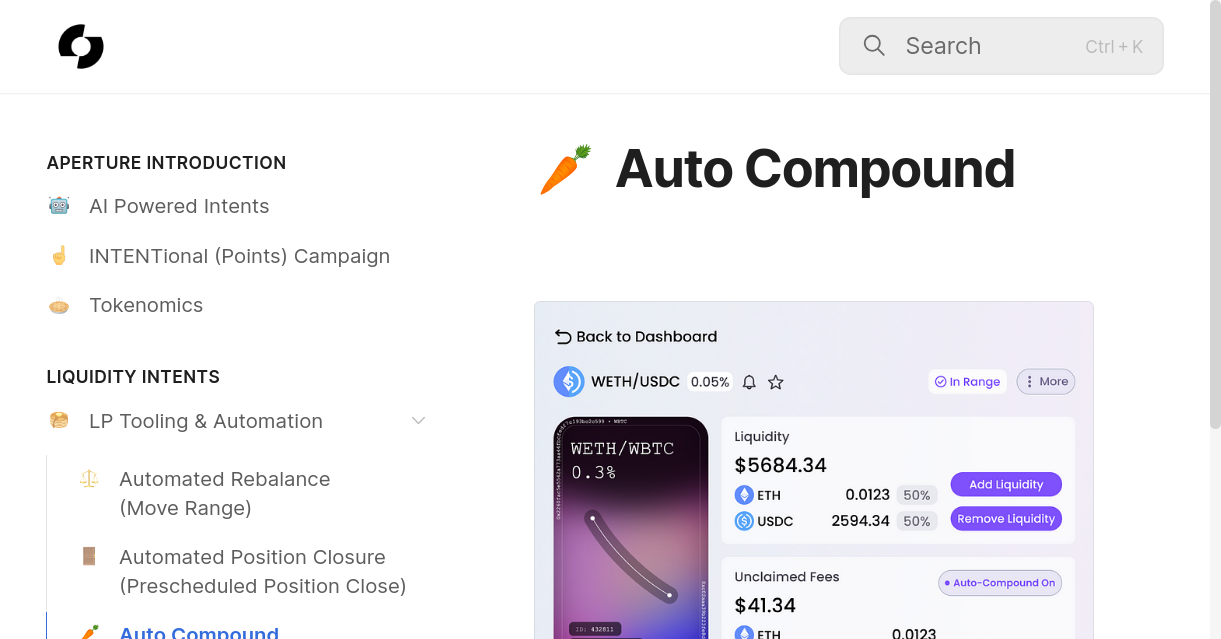 Search
Ctrl + K
APERTURE INTRODUCTION
AI Powered Intents
INTENTional (Points) Campaign
Tokenomics
LIQUIDITY INTENTS
LP Tooling & Automation
Automated Rebalance
(Move Range)
Automated Position Closure
(Prescheduled Position Close)
Auto Compound
Auto Compound
Back to Dashboard
WETH/USDC 0.05%
In Range
More
WETH/WBTC
0.3%
ID: 432811
Liquidity
$5684.34
ETH 0.0123 50%
USDC 2594.34 50%
Add Liquidity
Remove Liquidity
Unclaimed Fees
$41.34
Auto-Compound On
ETH 0.0123